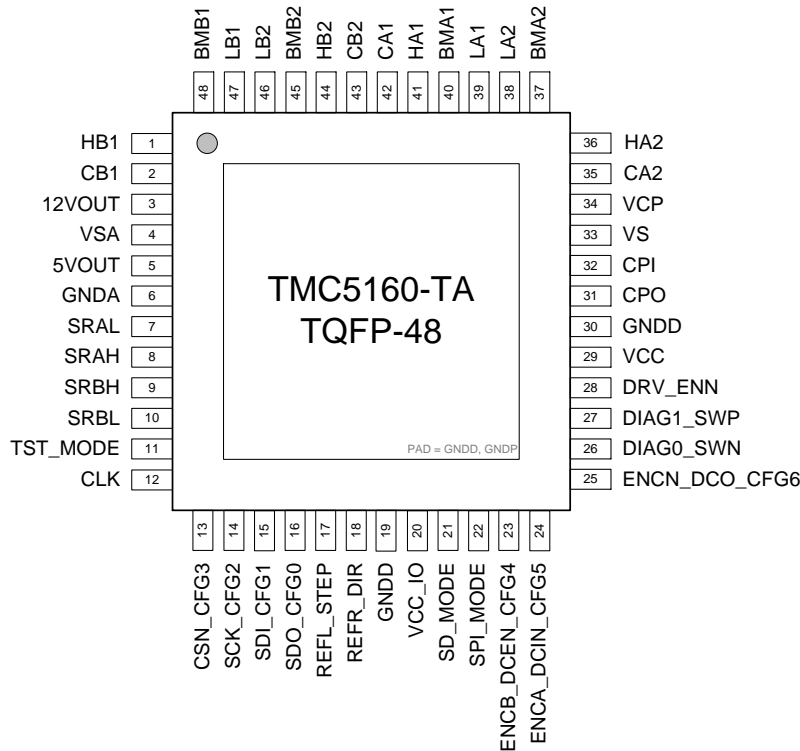 BMB1
LB1
LB2
BMB2
HB2
CB2
CA1
HA1
BMA1
LA1
LA2
BMA2
48
47
46
45
44
43
42
41
40
39
38
37
HB1 1
CB1 2
12VOUT 3
VSA 4
5VOUT 5
GNDA 6
SRAL 7
SRAH 8
SRBH 9
SRBL 10
TST_MODE 11
CLK 12
TMC5160-TA
TQFP-48
PAD = GNDD, GNDP
36 HA2
35 CA2
34 VCP
33 VS
32 CPI
31 CPO
30 GNDD
29 VCC
28 DRV_ENN
27 DIAG1_SWP
26 DIAG0_SWN
25 ENCN_DCO_CFG6
13
14
15
16
17
18
19
20
21
22
23
24
CSN_CFG3
SCK_CFG2
SDI_CFG1
SDO_CFG0
REFL_STEP
REFR_DIR
GNDD
VCC_IO
SD_MODE
SPI_MODE
ENCB_DCEN_CFG4
ENCA_DCIN_CFG5